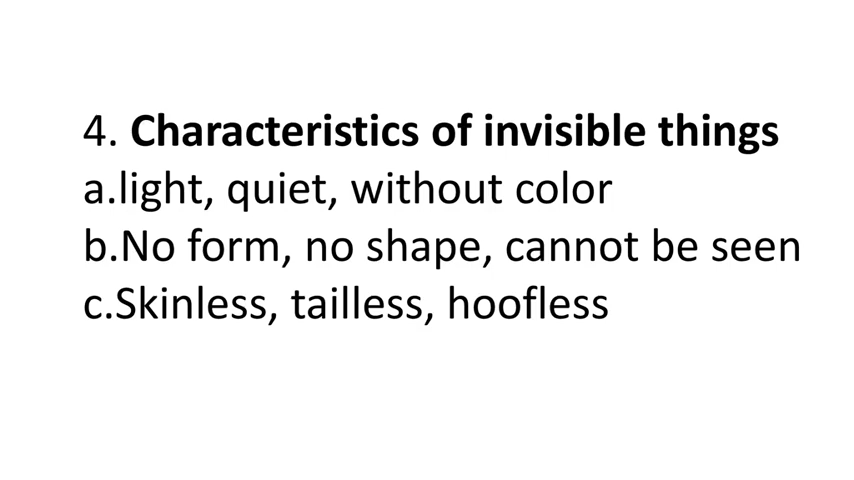 4. Characteristics of invisible things
a.light, quiet, without color
b.No form, no shape, cannot be seen
c.Skinless, tailless, hoofless